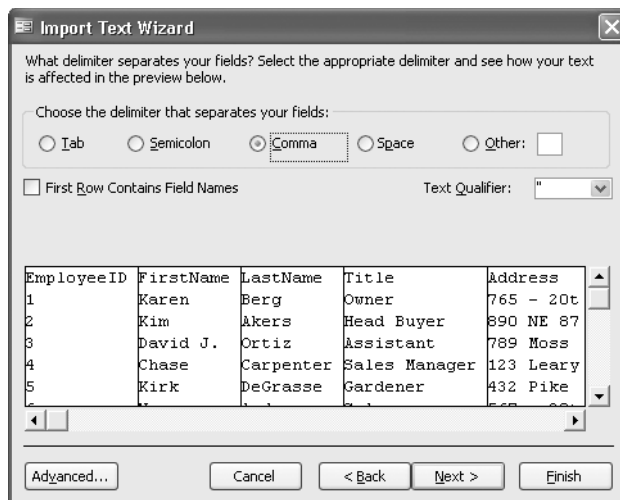 Import Text Wizard
What delimiter separates your fields? Select the appropriate delimiter and see how your text
is affected in the preview below.
Choose the delimiter that separates your fields:
Tab Semicolon Comma Space Other:
First Row Contains Field Names Text Qualifier: "
EmployeeID FirstName LastName Title Address
1 Karen Berg Owner 765 - 20t
2 Kim Akers Head Buyer 890 NE 87
3 David J. Ortiz Assistant 789 Moss
4 Chase Carpenter Sales Manager 123 Leary
5 Kirk DeGrasse Gardener 432 Pike
Advanced... Cancel < Back Next > Finish